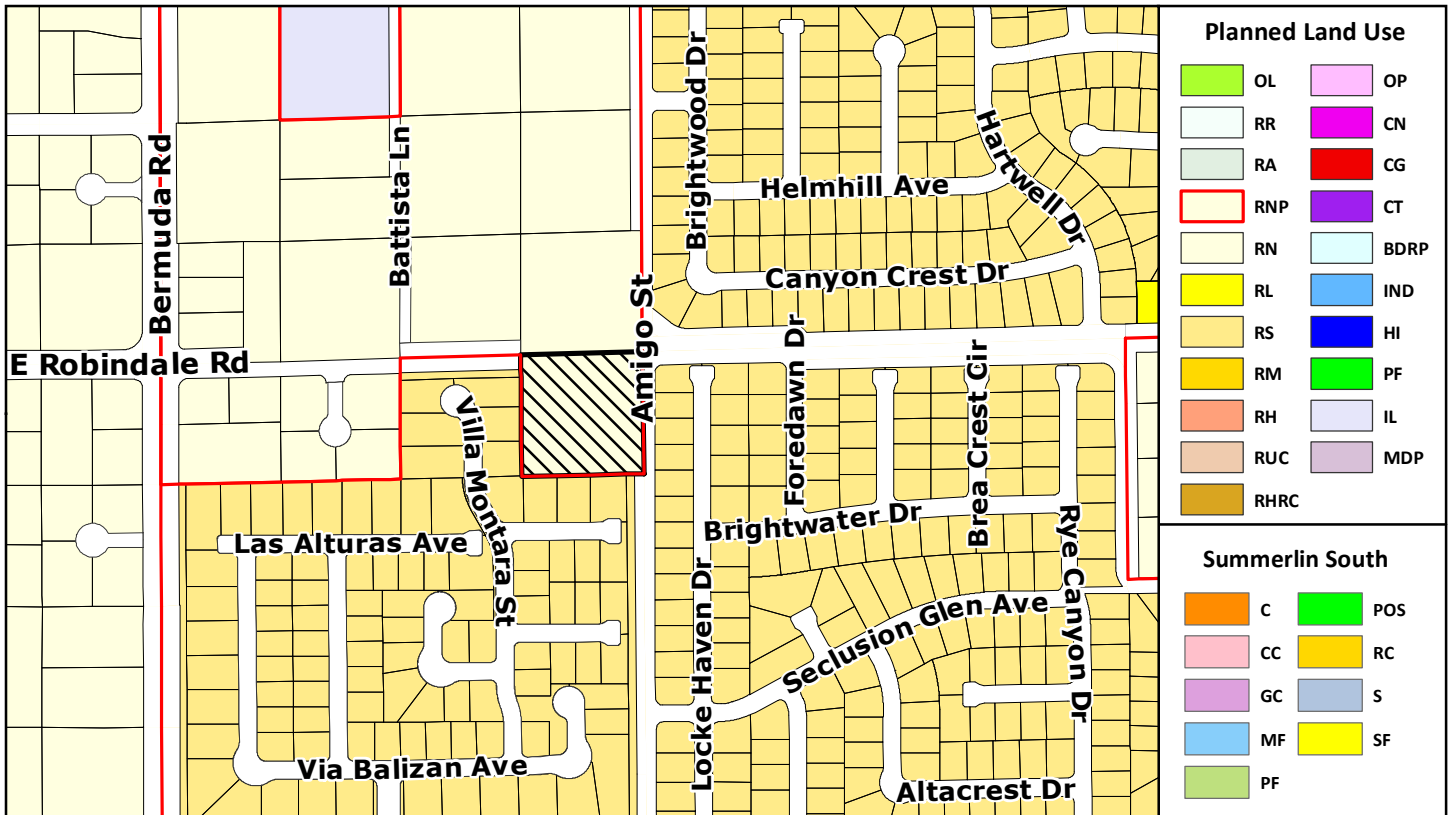 Bermuda Rd
Battista Ln
Brightwood Dr
Helmhill Ave
Hartwell Dr
Canyon Crest Dr
Amigo St
Foredawn Dr
Brea Crest Cir
E Robindale Rd
Villa Montara St
Brightwater Dr
Las Alturas Ave
Locke Haven Dr
Seclusion Glen Ave
Rye Canyon Dr
Via Balizan Ave
Altacrest Dr
Planned Land Use
OL
OP
RR
CN
RA
CG
RNP
CT
RN
BDRP
RL
IND
RS
HI
RM
PF
RH
IL
RUC
MDP
RHRC
Summerlin South
C
POS
CC
RC
GC
S
MF
SF
PF